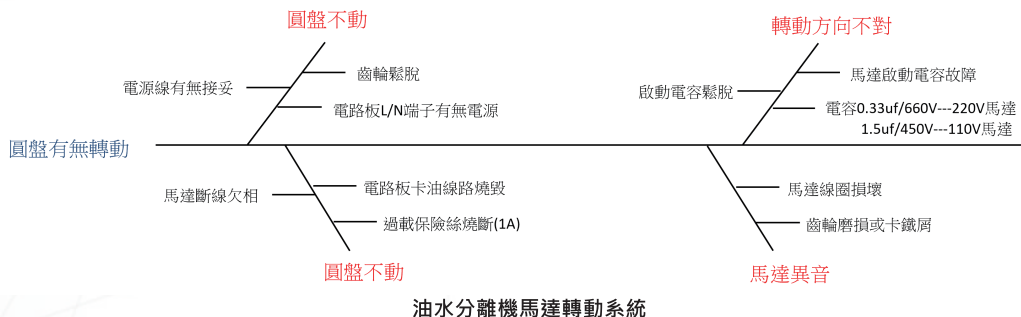 圓盤不動
轉動方向不對
齒輪鬆脫
馬達啟動電容故障
電源線有無接妥
啟動電容鬆脫
電路板L/N端子有無電源
電容0.33uf/660V---220V馬達
1.5uf/450V---110V馬達
圓盤有無轉動
馬達斷線欠相
電路板卡油線路燒毀
馬達線圈損壞
過載保險絲燒斷(1A)
齒輪磨損或卡鐵屑
圓盤不動
馬達異音
油水分離機馬達轉動系統